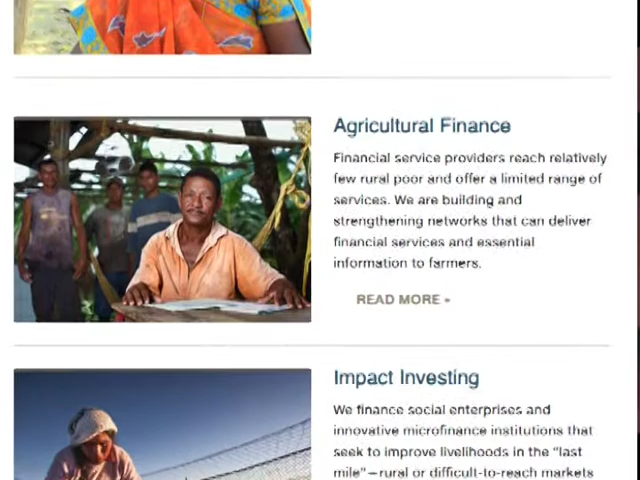 Agricultural Finance
Financial service providers reach relatively
few rural poor and offer a limited range of
services. We are building and
strengthening networks that can deliver
financial services and essential
information to farmers.
READ MORE »
Impact Investing
We finance social enterprises and
innovative microfinance institutions that
seek to improve livelihoods in the “last
mile”—rural or difficult-to-reach markets